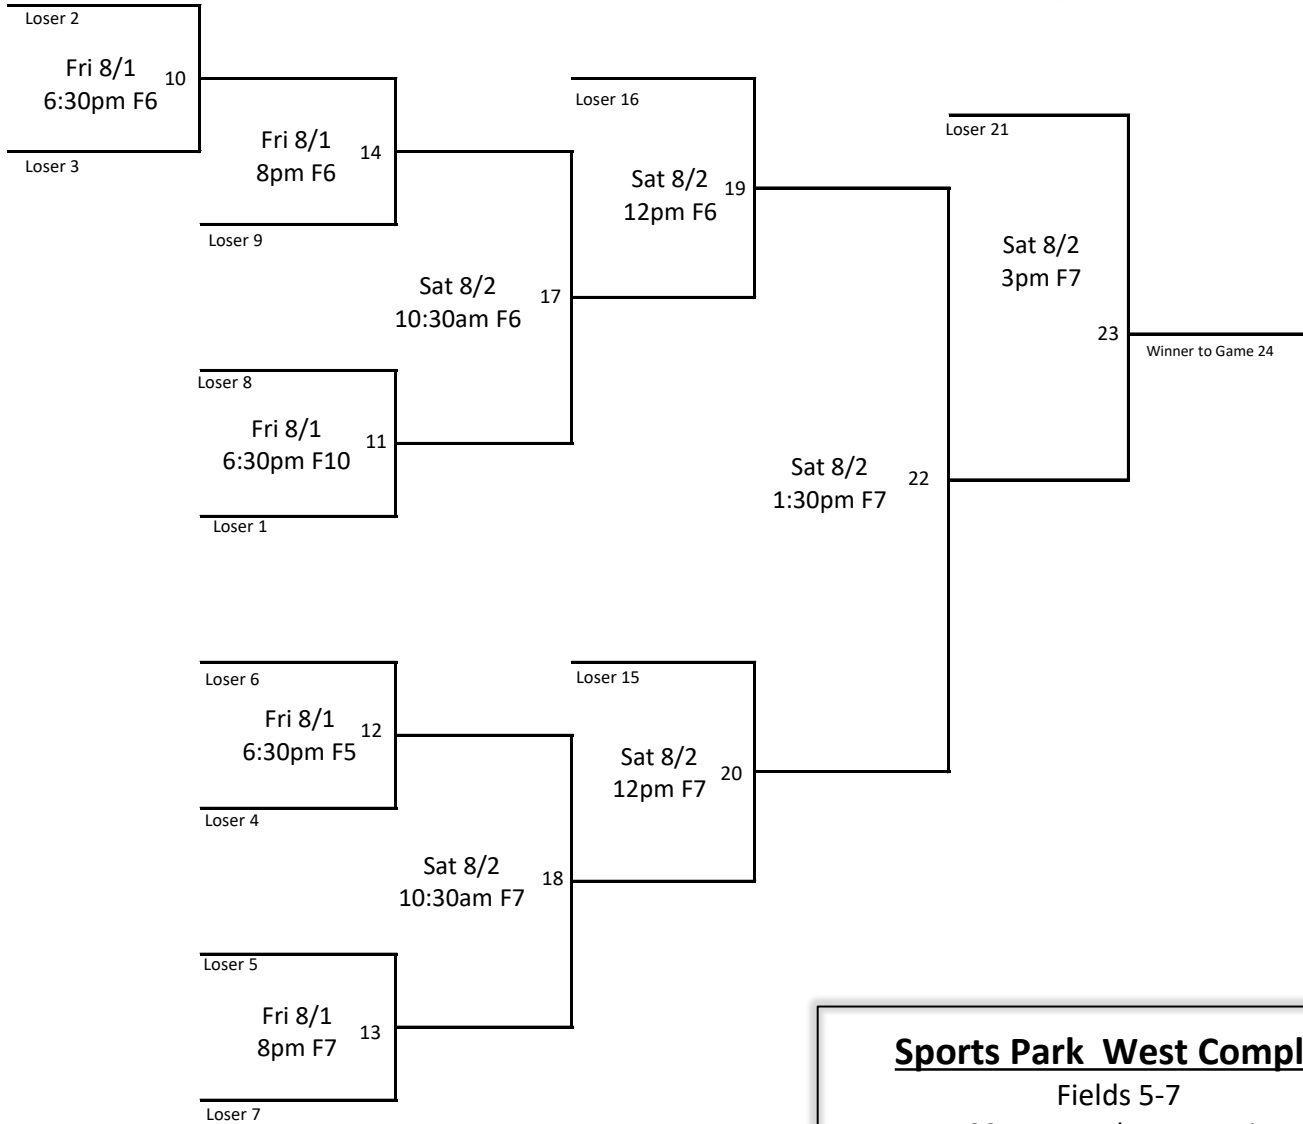 Loser 2
Fri 8/1
6:30pm F6
10
Loser 3
Fri 8/1
8pm F6
14
Loser 9
Loser 16
Sat 8/2
12pm F6
19
Sat 8/2
10:30am F6
17
Loser 8
Fri 8/1
6:30pm F10
11
Loser 1
Loser 21
Sat 8/2
3pm F7
23
Winner to Game 24
Sat 8/2
1:30pm F7
22
Loser 6
Fri 8/1
6:30pm F5
12
Loser 4
Loser 15
Sat 8/2
12pm F7
20
Sat 8/2
10:30am F7
18
Loser 5
Fri 8/1
8pm F7
13
Loser 7
Sports Park West Compl
Fields 5-7